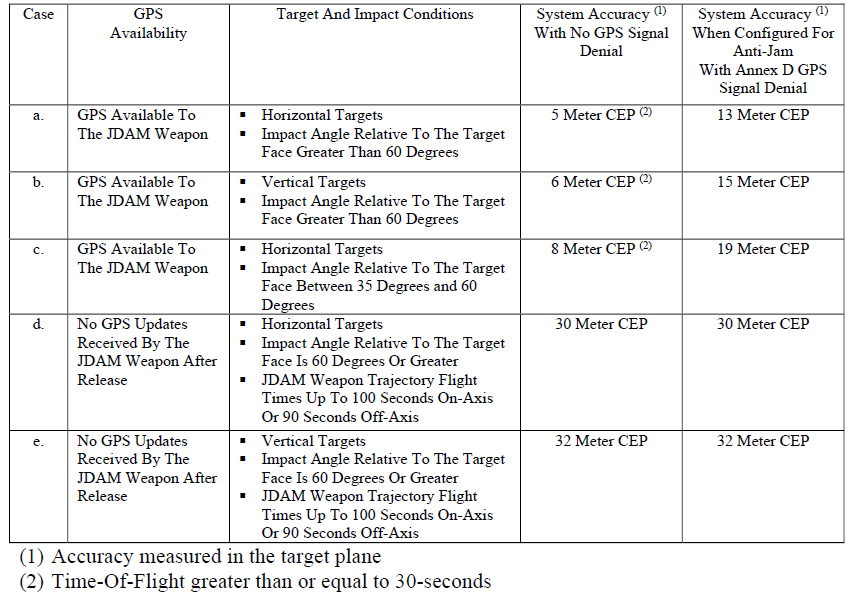 Case
GPS
Availability
Target And Impact Conditions
System Accuracy (1)
With No GPS Signal
Denial
System Accuracy (1)
When Configured For
Anti-Jam
With Annex D GPS
Signal Denial
a.
GPS Available To
The JDAM Weapon
▪ Horizontal Targets
▪ Impact Angle Relative To The Target
Face Greater Than 60 Degrees
5 Meter CEP (2)
13 Meter CEP
b.
GPS Available To
The JDAM Weapon
▪ Vertical Targets
▪ Impact Angle Relative To The Target
Face Greater Than 60 Degrees
6 Meter CEP (2)
15 Meter CEP
c.
GPS Available To
The JDAM Weapon
▪ Horizontal Targets
▪ Impact Angle Relative To The Target
Face Between 35 Degrees and 60
Degrees
8 Meter CEP (2)
19 Meter CEP
d.
No GPS Updates
Received By The
JDAM Weapon After
Release
▪ Horizontal Targets
▪ Impact Angle Relative To The Target
Face Is 60 Degrees Or Greater
▪ JDAM Weapon Trajectory Flight
Times Up To 100 Seconds On-Axis
Or 90 Seconds Off-Axis
30 Meter CEP
30 Meter CEP
e.
No GPS Updates
Received By The
JDAM Weapon After
Release
▪ Vertical Targets
▪ Impact Angle Relative To The Target
Face Is 60 Degrees Or Greater
▪ JDAM Weapon Trajectory Flight
Times Up To 100 Seconds On-Axis
Or 90 Seconds Off-Axis
32 Meter CEP
32 Meter CEP
(1) Accuracy measured in the target plane
(2) Time-Of-Flight greater than or equal to 30-seconds